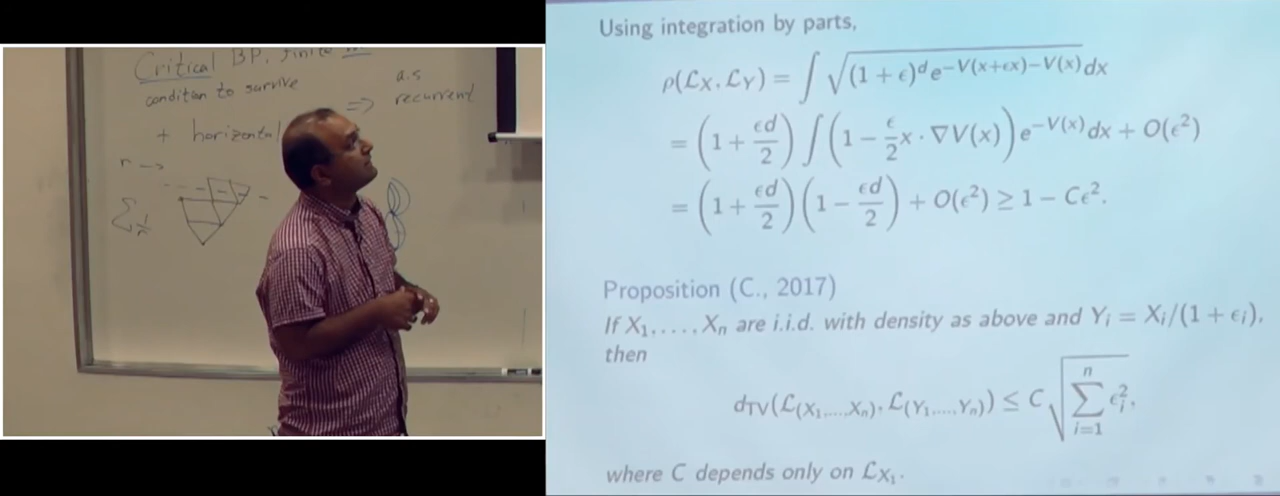 Critical BP, finite m
condition to survive
⇒ a.s
recurrent
+ horizontal
r →
Σ 1/r
Using integration by parts,
ρ(ℒ_X, ℒ_Y) = ∫ √((1 + ϵ)^d e^{−V(x+ϵx)−V(x)}) dx
= (1 + ϵd/2) ∫ (1 − ϵ/2 x · ∇V(x)) e^{−V(x)} dx + O(ϵ²)
= (1 + ϵd/2)(1 − ϵd/2) + O(ϵ²) ≥ 1 − Cϵ².
Proposition (C., 2017)
If X₁, . . . , Xₙ are i.i.d. with density as above and Yᵢ = Xᵢ/(1 + ϵᵢ),
then
d_TV(ℒ_(X₁,...,Xₙ), ℒ_(Y₁,...,Yₙ)) ≤ C √(∑_{i=1}^{n} ϵᵢ²),
where C depends only on ℒ_{X₁}.